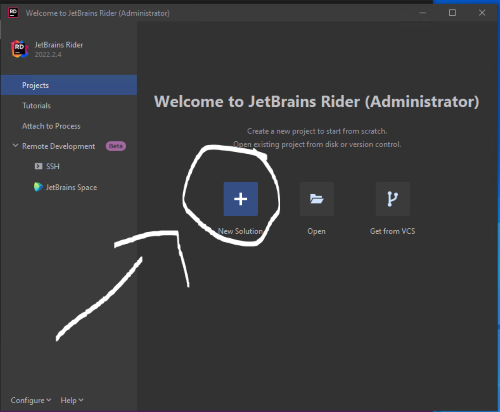 RD Welcome to JetBrains Rider (Administrator)
RD JetBrains Rider
2022.2.4
Projects
Tutorials
Attach to Process
Remote Development Beta
SSH
JetBrains Space
Welcome to JetBrains Rider (Administrator)
Create a new project to start from scratch.
Open existing project from disk or version control.
New Solution
Open
Get from VCS
Configure
Help